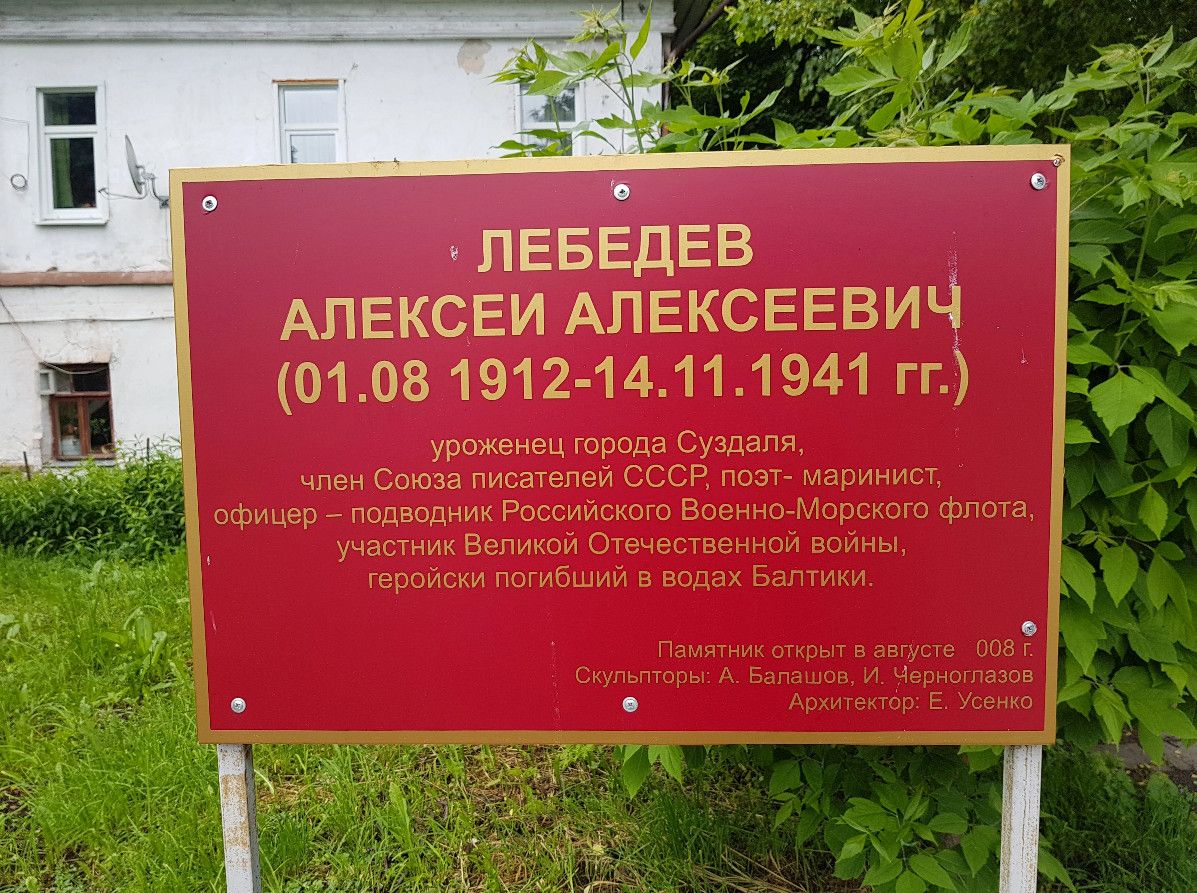 ЛЕБЕДЕВ
АЛЕКСЕИ АЛЕКСЕЕВИЧ
(01.08 1912-14.11.1941 гг.)
уроженец города Суздаля,
член Союза писателей СССР, поэт- маринист,
офицер – подводник Российского Военно-Морского флота,
участник Великой Отечественной войны,
геройски погибший в водах Балтики.
Памятник открыт в августе 008 г.
Скульпторы: А. Балашов, И. Черноглазов
Архитектор: Е. Усенко